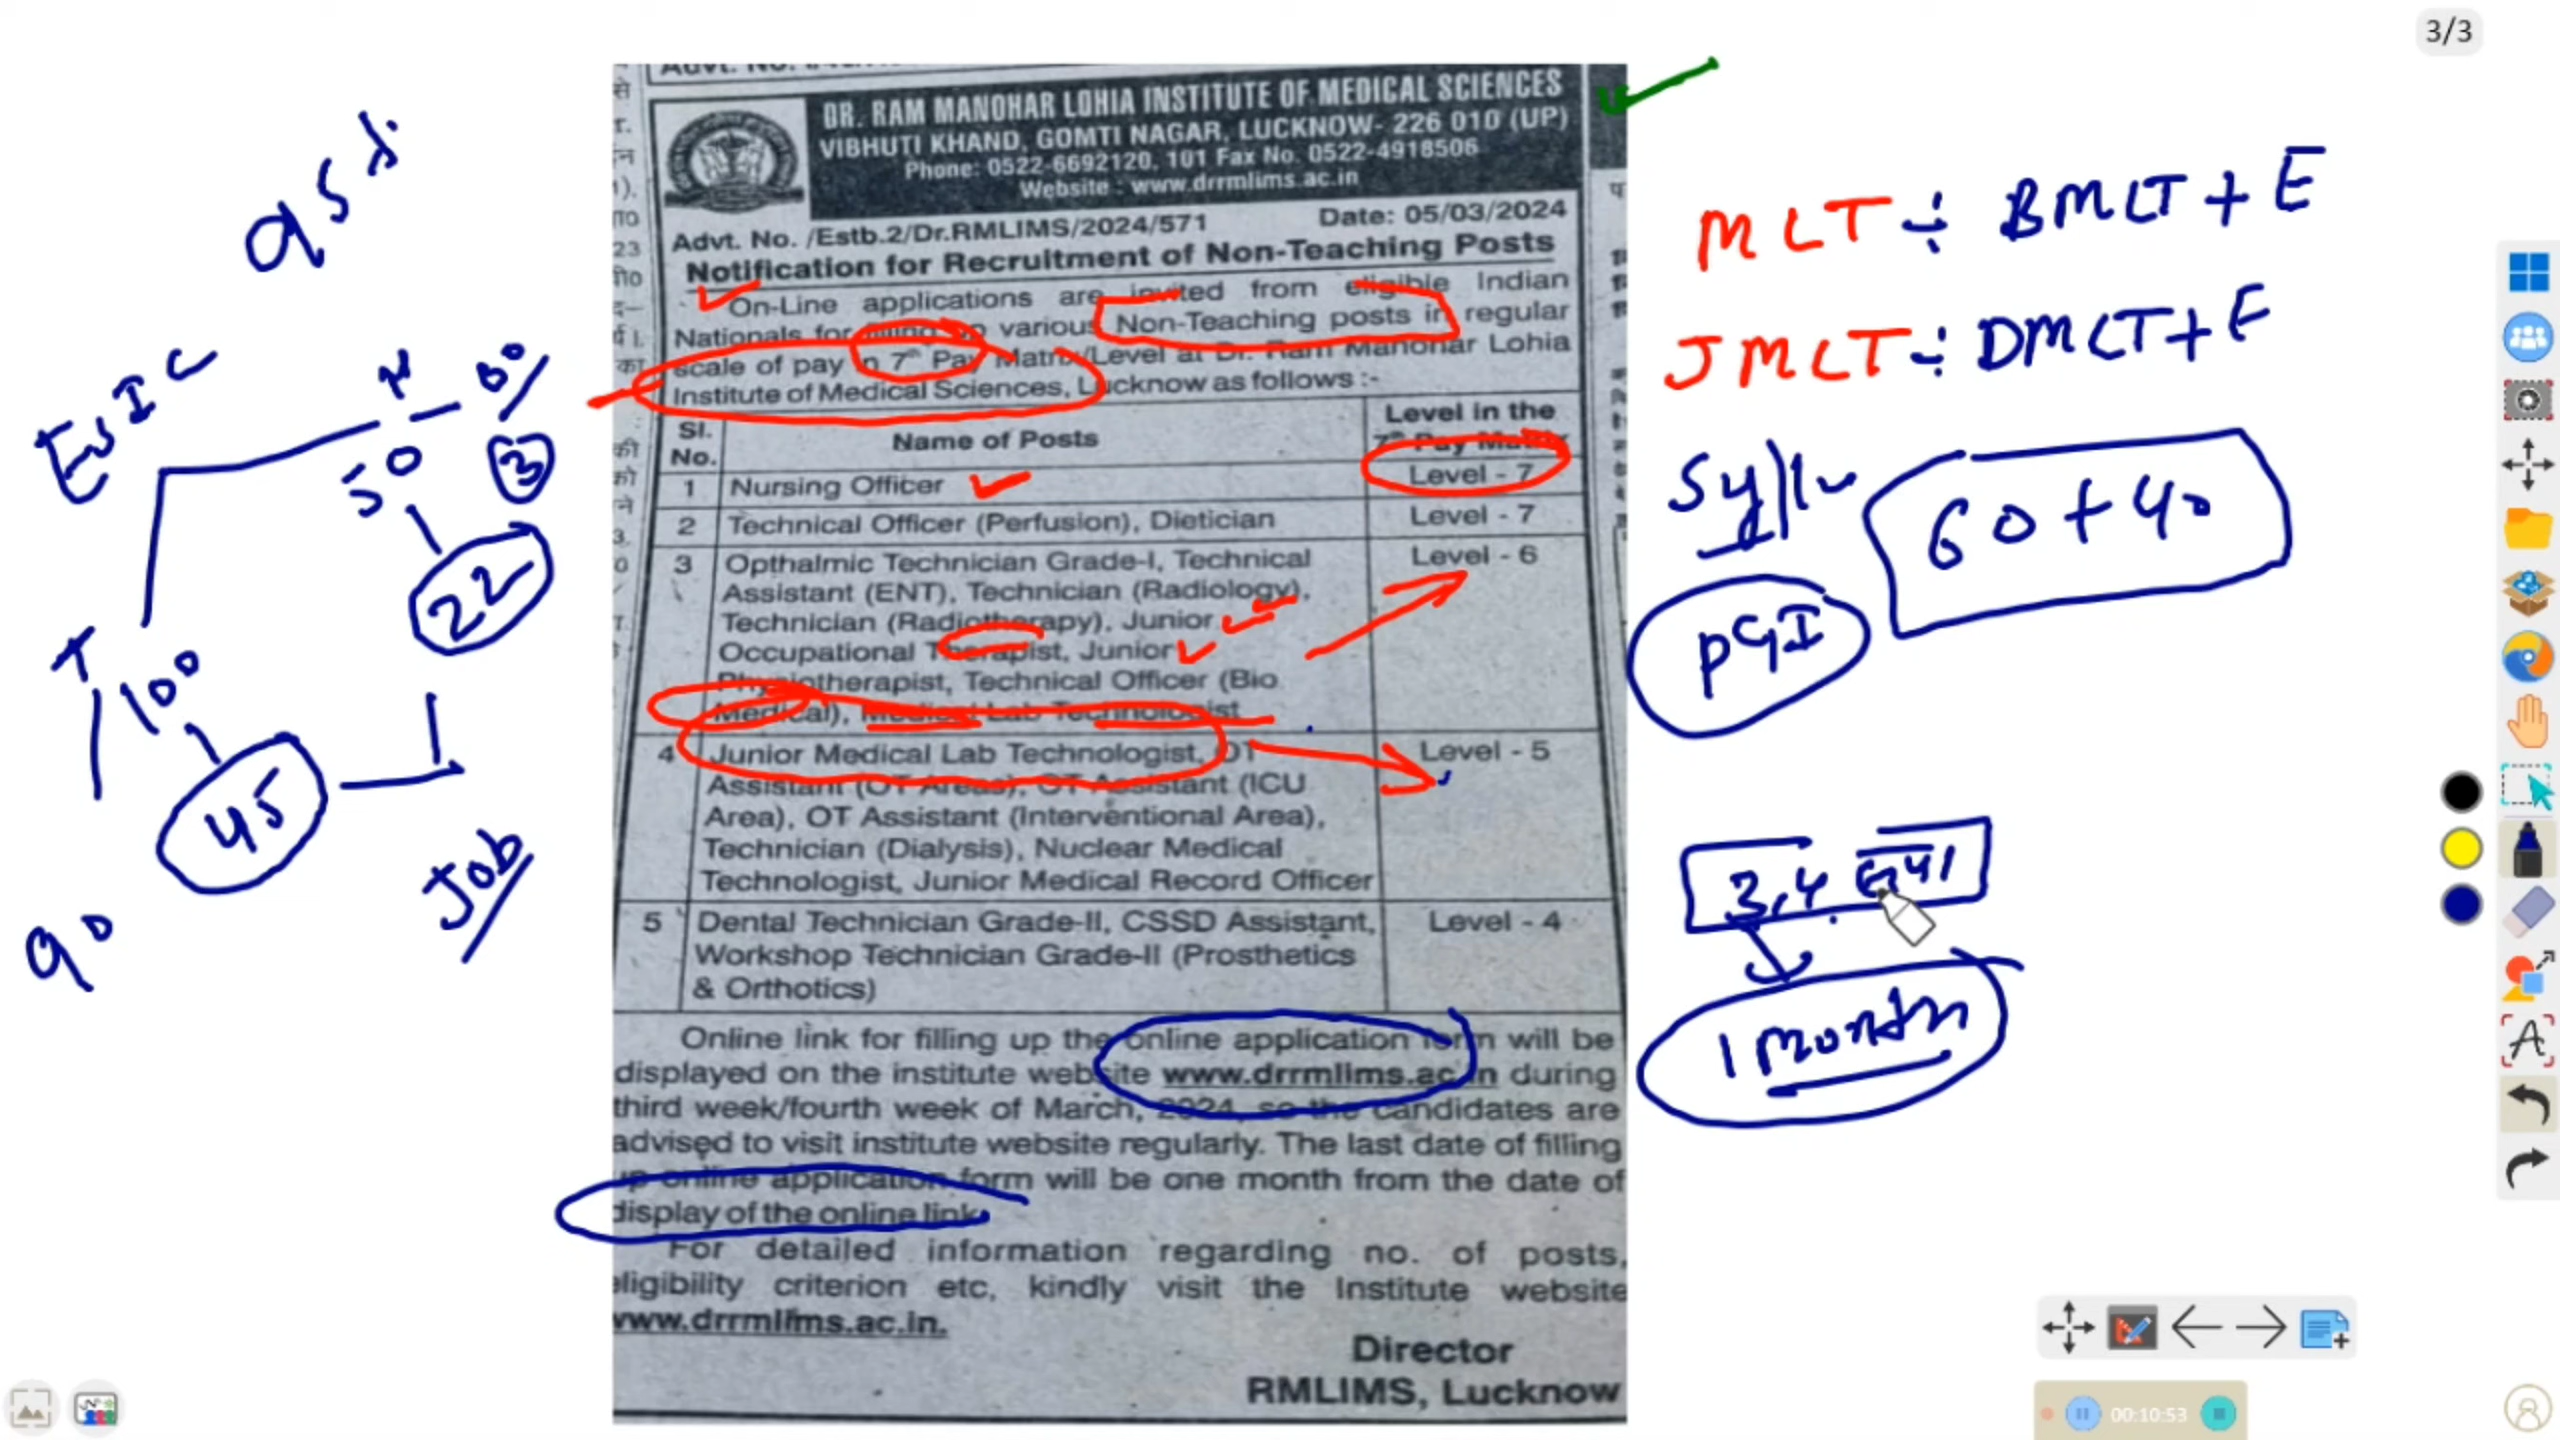 3/3
DR. RAM MANOHAR LOHIA INSTITUTE OF MEDICAL SCIENCES
VIBHUTI KHAND, GOMTI NAGAR, LUCKNOW- 226 010 (UP)
Phone: 0522-6692120, 101 Fax No. 0522-4918506
Website : www.drrmlims.ac.in
Advt. No. /Estb.2/Dr.RMLIMS/2024/571 Date: 05/03/2024
Notification for Recruitment of Non-Teaching Posts
On-Line applications are invited from eligible Indian
Nationals for filling up various Non-Teaching posts in regular
scale of pay in 7th Pay Matrix/Level at Dr. Ram Manohar Lohia
Institute of Medical Sciences, Lucknow as follows :-
Sl. No. Name of Posts Level in the 7th Pay Matrix
1 Nursing Officer Level - 7
2 Technical Officer (Perfusion), Dietician Level - 7
3 Opthalmic Technician Grade-I, Technical Level - 6
Assistant (ENT), Technician (Radiology),
Technician (Radiotherapy), Junior
Occupational Therapist, Junior
Physiotherapist, Technical Officer (Bio
Medical), Medical Lab Technologist
4 Junior Medical Lab Technologist, OT Level - 5
Assistant (OT Areas), OT Assistant (ICU
Area), OT Assistant (Interventional Area),
Technician (Dialysis), Nuclear Medical
Technologist, Junior Medical Record Officer
5 Dental Technician Grade-II, CSSD Assistant, Level - 4
Workshop Technician Grade-II (Prosthetics
& Orthotics)
Online link for filling up the online application form will be
displayed on the institute website www.drrmlims.ac.in during
third week/fourth week of March, 2024, so the candidates are
advised to visit institute website regularly. The last date of filling
up online application form will be one month from the date of
display of the online link.
For detailed information regarding no. of posts,
eligibility criterion etc, kindly visit the Institute website
www.drrmlims.ac.in.
Director
RMLIMS, Lucknow
ESIC
50
3
22
T
100
45
Job
90
MLT ÷ BMLT + E
JMLT ÷ DMLT + E
60 + 40
PGI
3,4
1 month
00:10:53